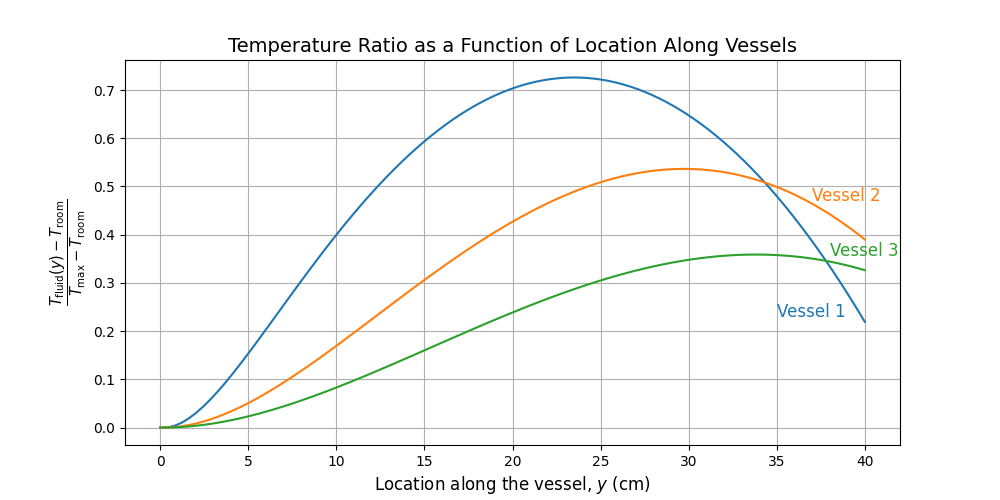 Temperature Ratio as a Function of Location Along Vessels
T_fluid(y) − T_room
T_max − T_room
0.7
0.6
0.5
0.4
0.3
0.2
0.1
0.0
Vessel 2
Vessel 3
Vessel 1
0 5 10 15 20 25 30 35 40
Location along the vessel, y (cm)